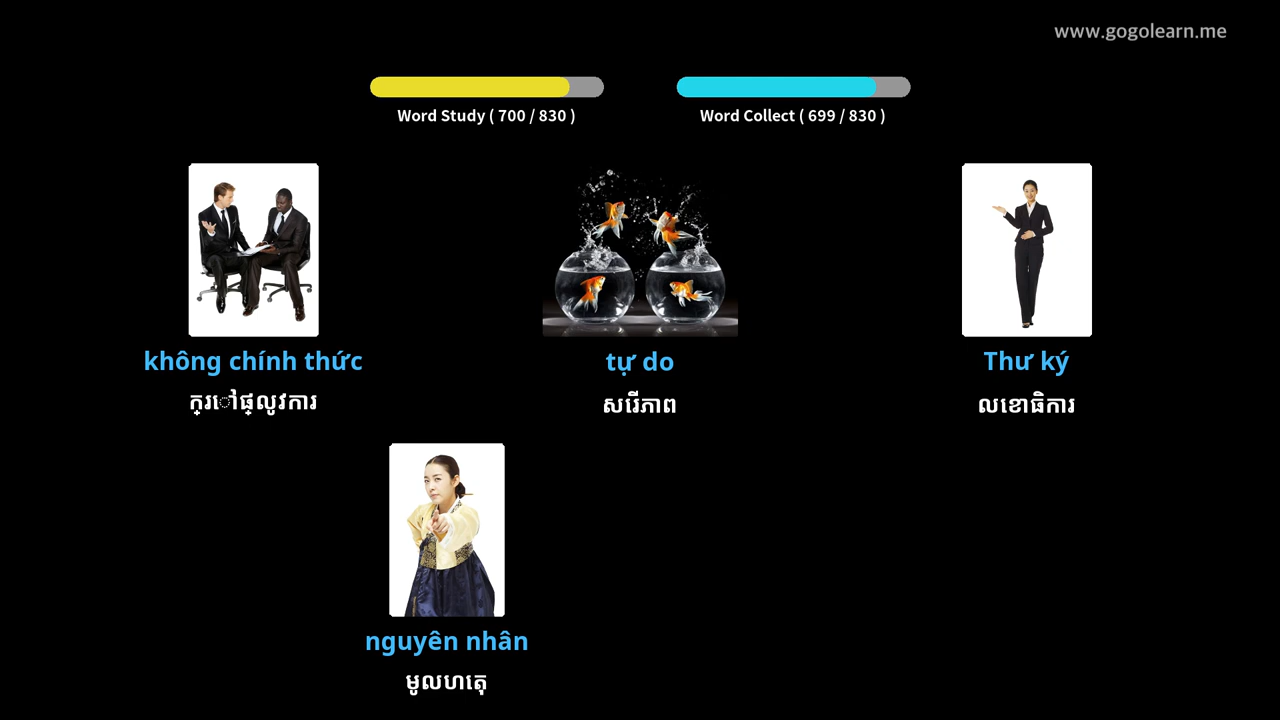 www.gogolearn.me
Word Study ( 700 / 830 )
Word Collect ( 699 / 830 )
không chính thức
ក្រៅផ្លូវការ
tự do
សេរីភាព
Thư ký
លេខាធិការ
nguyên nhân
មូលហេតុ